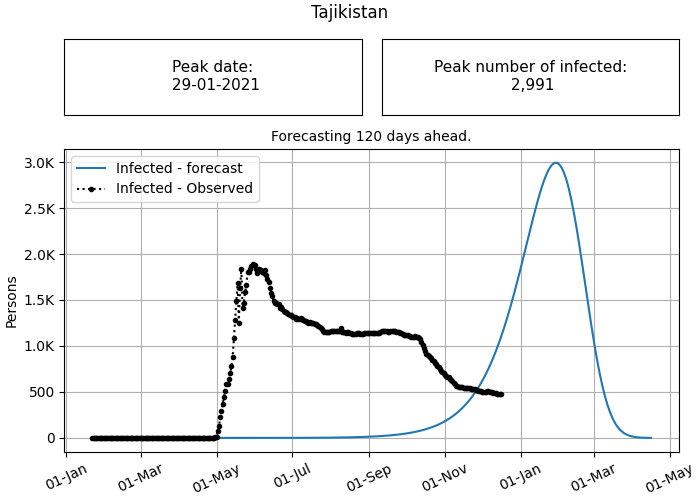 Tajikistan
Peak date:
29-01-2021
Peak number of infected:
2,991
Forecasting 120 days ahead.
Infected - forecast
Infected - Observed
3.0K
2.5K
2.0K
1.5K
1.0K
500
0
Persons
01-Jan
01-Mar
01-May
01-Jul
01-Sep
01-Nov
01-Jan
01-Mar
01-May